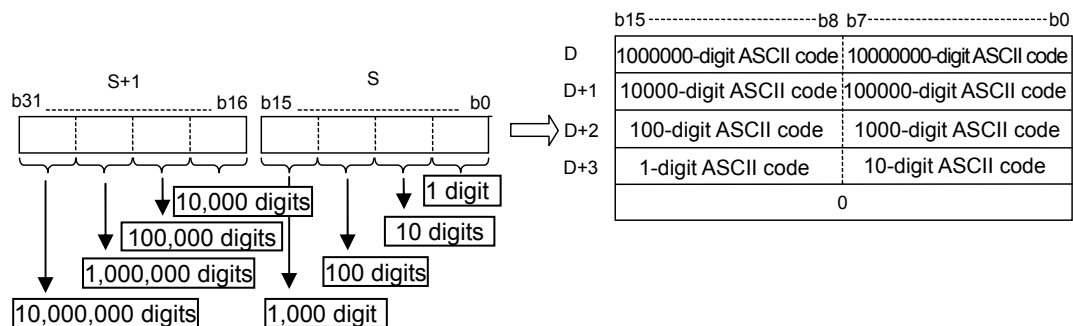 S+1
S
b31 b16
b15 b0
10,000 digits
1 digit
100,000 digits
10 digits
1,000,000 digits
100 digits
10,000,000 digits
1,000 digit
b15 b8 b7 b0
D 1000000-digit ASCII code 10000000-digit ASCII code
D+1 10000-digit ASCII code 100000-digit ASCII code
D+2 100-digit ASCII code 1000-digit ASCII code
D+3 1-digit ASCII code 10-digit ASCII code
0